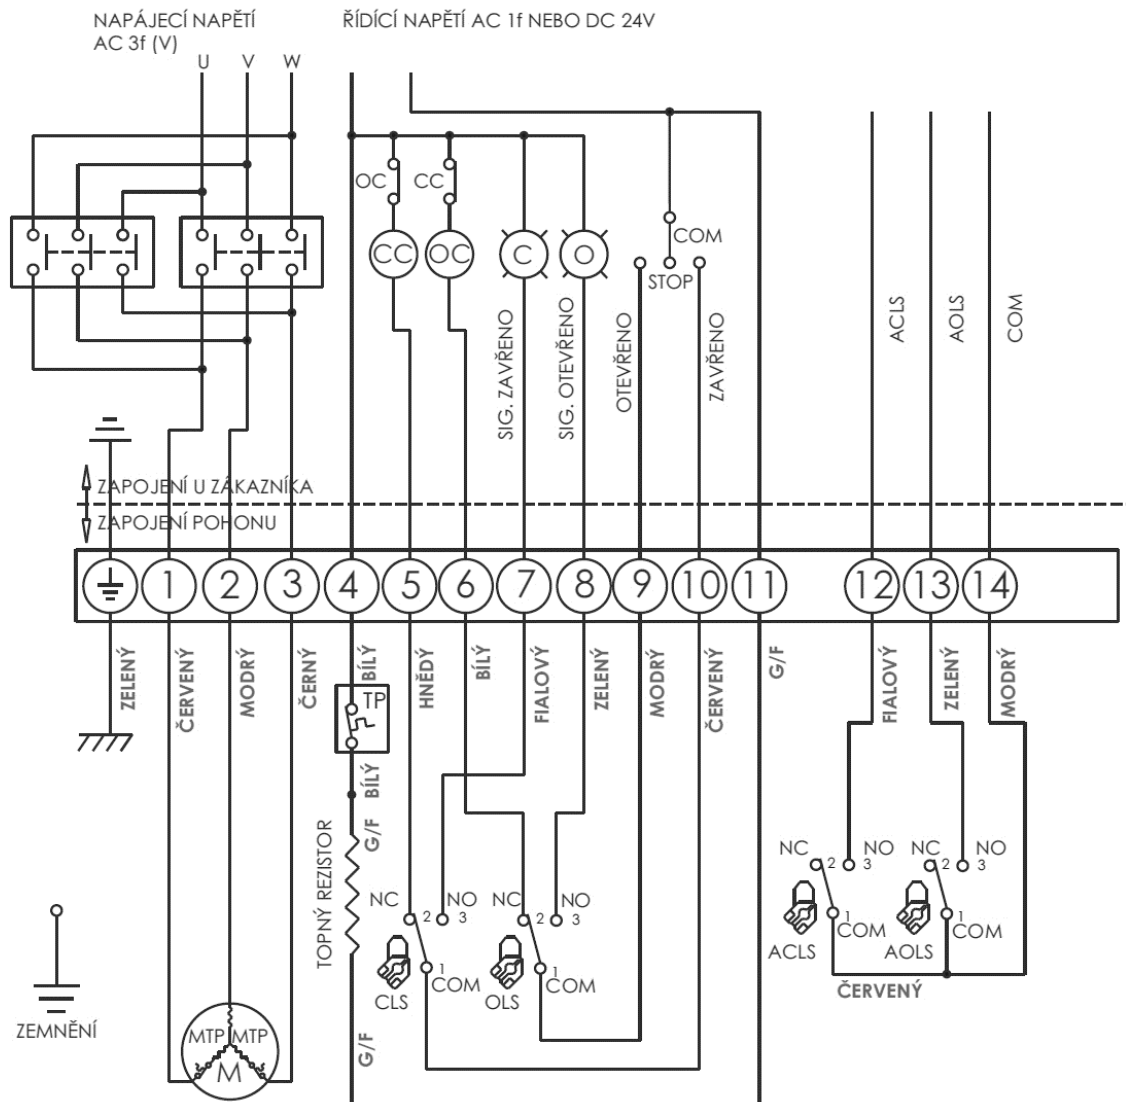 NAPÁJECÍ NAPĚTÍ
AC 3f (V)
ŘÍDÍCÍ NAPĚTÍ AC 1f NEBO DC 24V
U V W
OC CC
CC OC C O
COM
STOP
SIG. ZAVŘENO
SIG. OTEVŘENO
OTEVŘENO
ZAVŘENO
ACLS
AOLS
COM
ZAPOJENÍ U ZÁKAZNÍKA
ZAPOJENÍ POHONU
1 2 3 4 5 6 7 8 9 10 11 12 13 14
ZELENÝ
ČERVENÝ
MODRÝ
ČERNÝ
BÍLÝ
HNĚDÝ
BÍLÝ
FIALOVÝ
ZELENÝ
MODRÝ
ČERVENÝ
G/F
FIALOVÝ
ZELENÝ
MODRÝ
TP
BÍLÝ
G/F
TOPNÝ REZISTOR
NC 2 NO 3
1
COM
CLS
NC 2 NO 3
1
COM
OLS
NC 2 NO 3
1
COM
ACLS
NC 2 NO 3
1
COM
AOLS
ČERVENÝ
G/F
ZEMNĚNÍ
MTP MTP
M